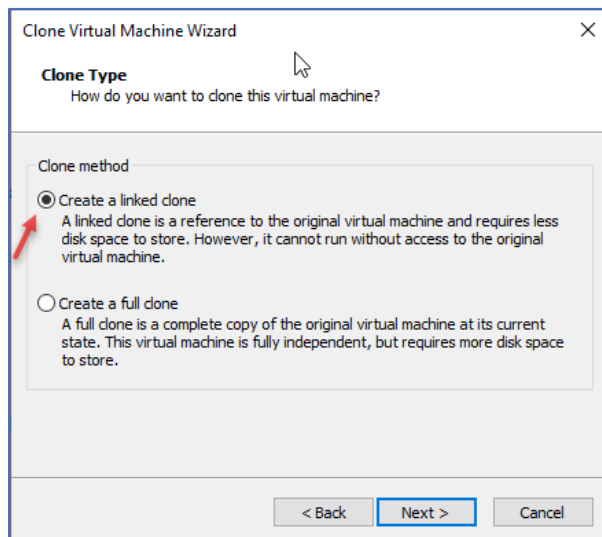 Clone Virtual Machine Wizard
Clone Type
How do you want to clone this virtual machine?
Clone method
Create a linked clone
A linked clone is a reference to the original virtual machine and requires less
disk space to store. However, it cannot run without access to the original
virtual machine.
Create a full clone
A full clone is a complete copy of the original virtual machine at its current
state. This virtual machine is fully independent, but requires more disk space
to store.
< Back Next > Cancel